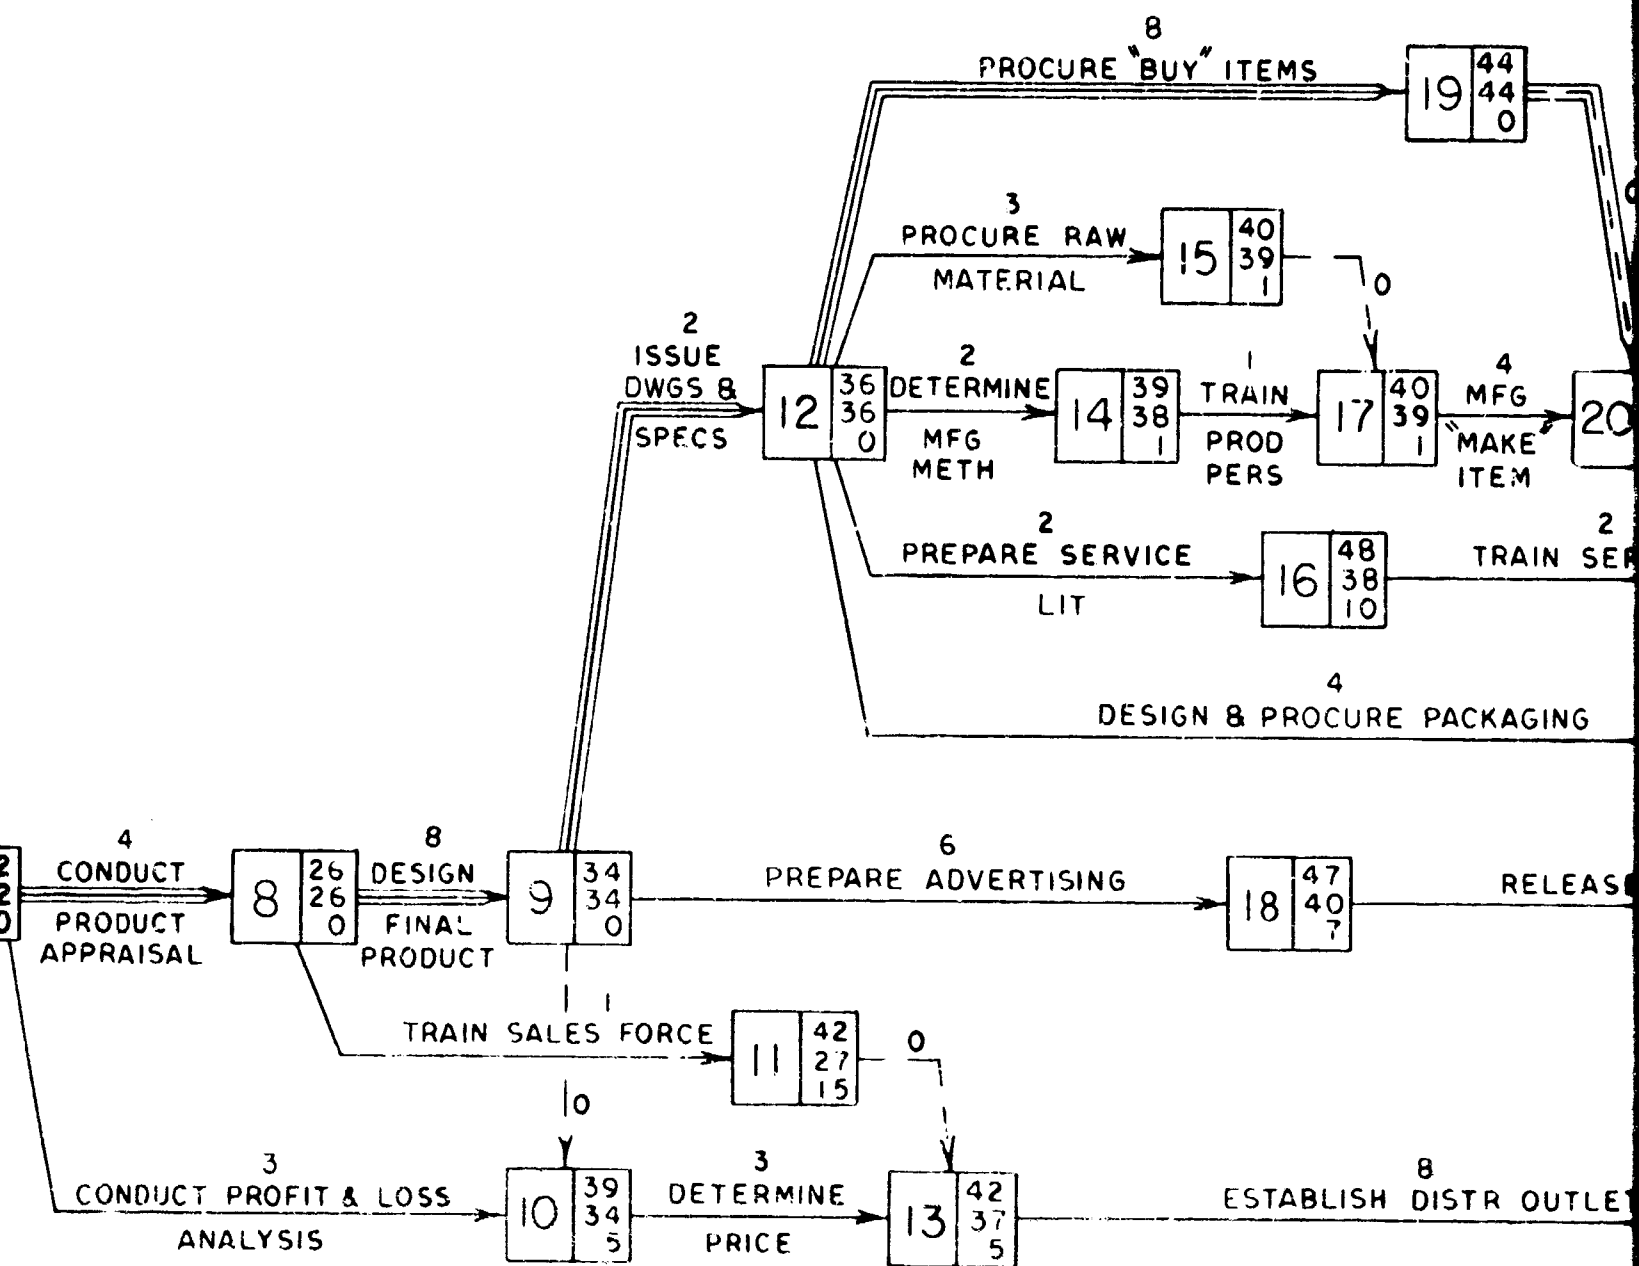 8
PROCURE "BUY" ITEMS
19
44
44
0
3
PROCURE RAW
MATERIAL
15
40
39
1
0
2
ISSUE
DWGS &
SPECS
12
36
36
0
2
DETERMINE
MFG
METH
14
39
38
1
1
TRAIN
PROD
PERS
17
40
39
1
4
MFG
"MAKE"
ITEM
20
2
PREPARE SERVICE
LIT
16
48
38
10
2
TRAIN
4
DESIGN & PROCURE PACKAGING
2
2
0
4
CONDUCT
PRODUCT
APPRAISAL
8
26
26
0
8
DESIGN
FINAL
PRODUCT
9
34
34
0
6
PREPARE ADVERTISING
18
47
40
7
RELEAS
1
TRAIN SALES FORCE
11
42
27
15
0
0
3
CONDUCT PROFIT & LOSS
ANALYSIS
10
39
34
5
3
DETERMINE
PRICE
13
42
37
5
8
ESTABLISH DISTR OUTLE